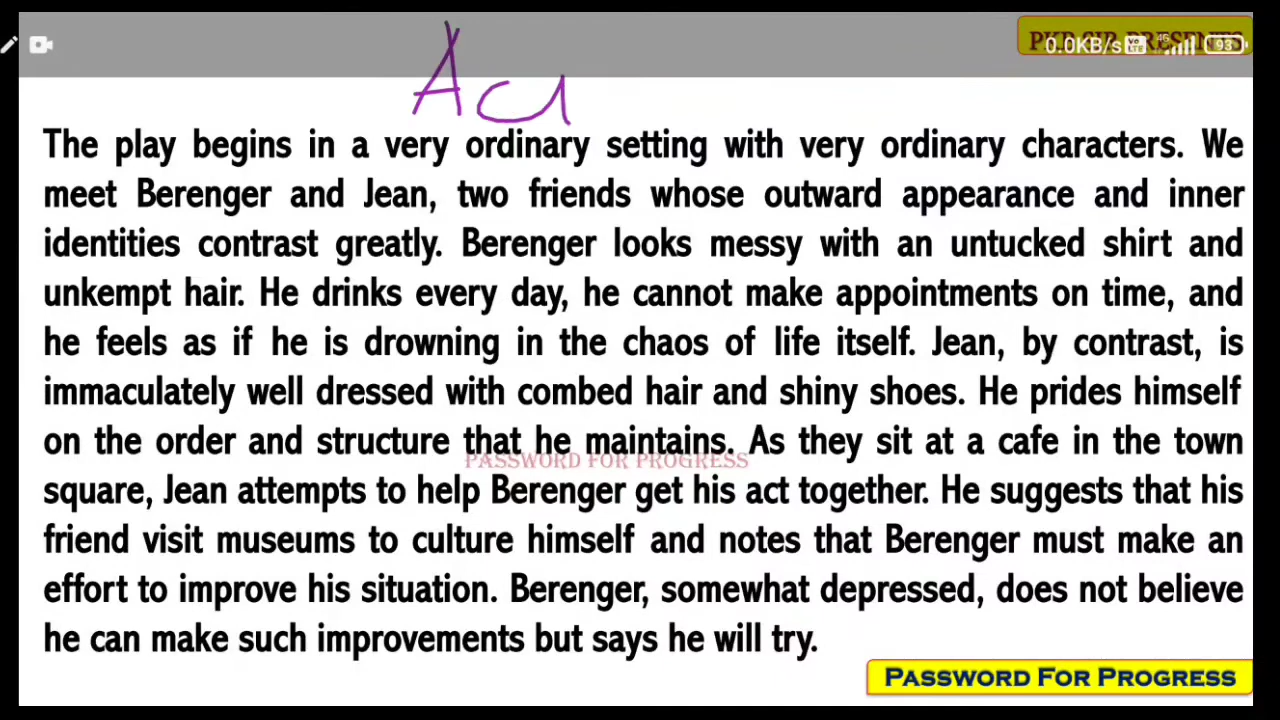 PKP SIR PRESENTS
0.0KB/s 4G 93
Ac
The play begins in a very ordinary setting with very ordinary characters. We
meet Berenger and Jean, two friends whose outward appearance and inner
identities contrast greatly. Berenger looks messy with an untucked shirt and
unkempt hair. He drinks every day, he cannot make appointments on time, and
he feels as if he is drowning in the chaos of life itself. Jean, by contrast, is
immaculately well dressed with combed hair and shiny shoes. He prides himself
on the order and structure that he maintains. As they sit at a cafe in the town
PASSWORD FOR PROGRESS
square, Jean attempts to help Berenger get his act together. He suggests that his
friend visit museums to culture himself and notes that Berenger must make an
effort to improve his situation. Berenger, somewhat depressed, does not believe
he can make such improvements but says he will try.
PASSWORD FOR PROGRESS